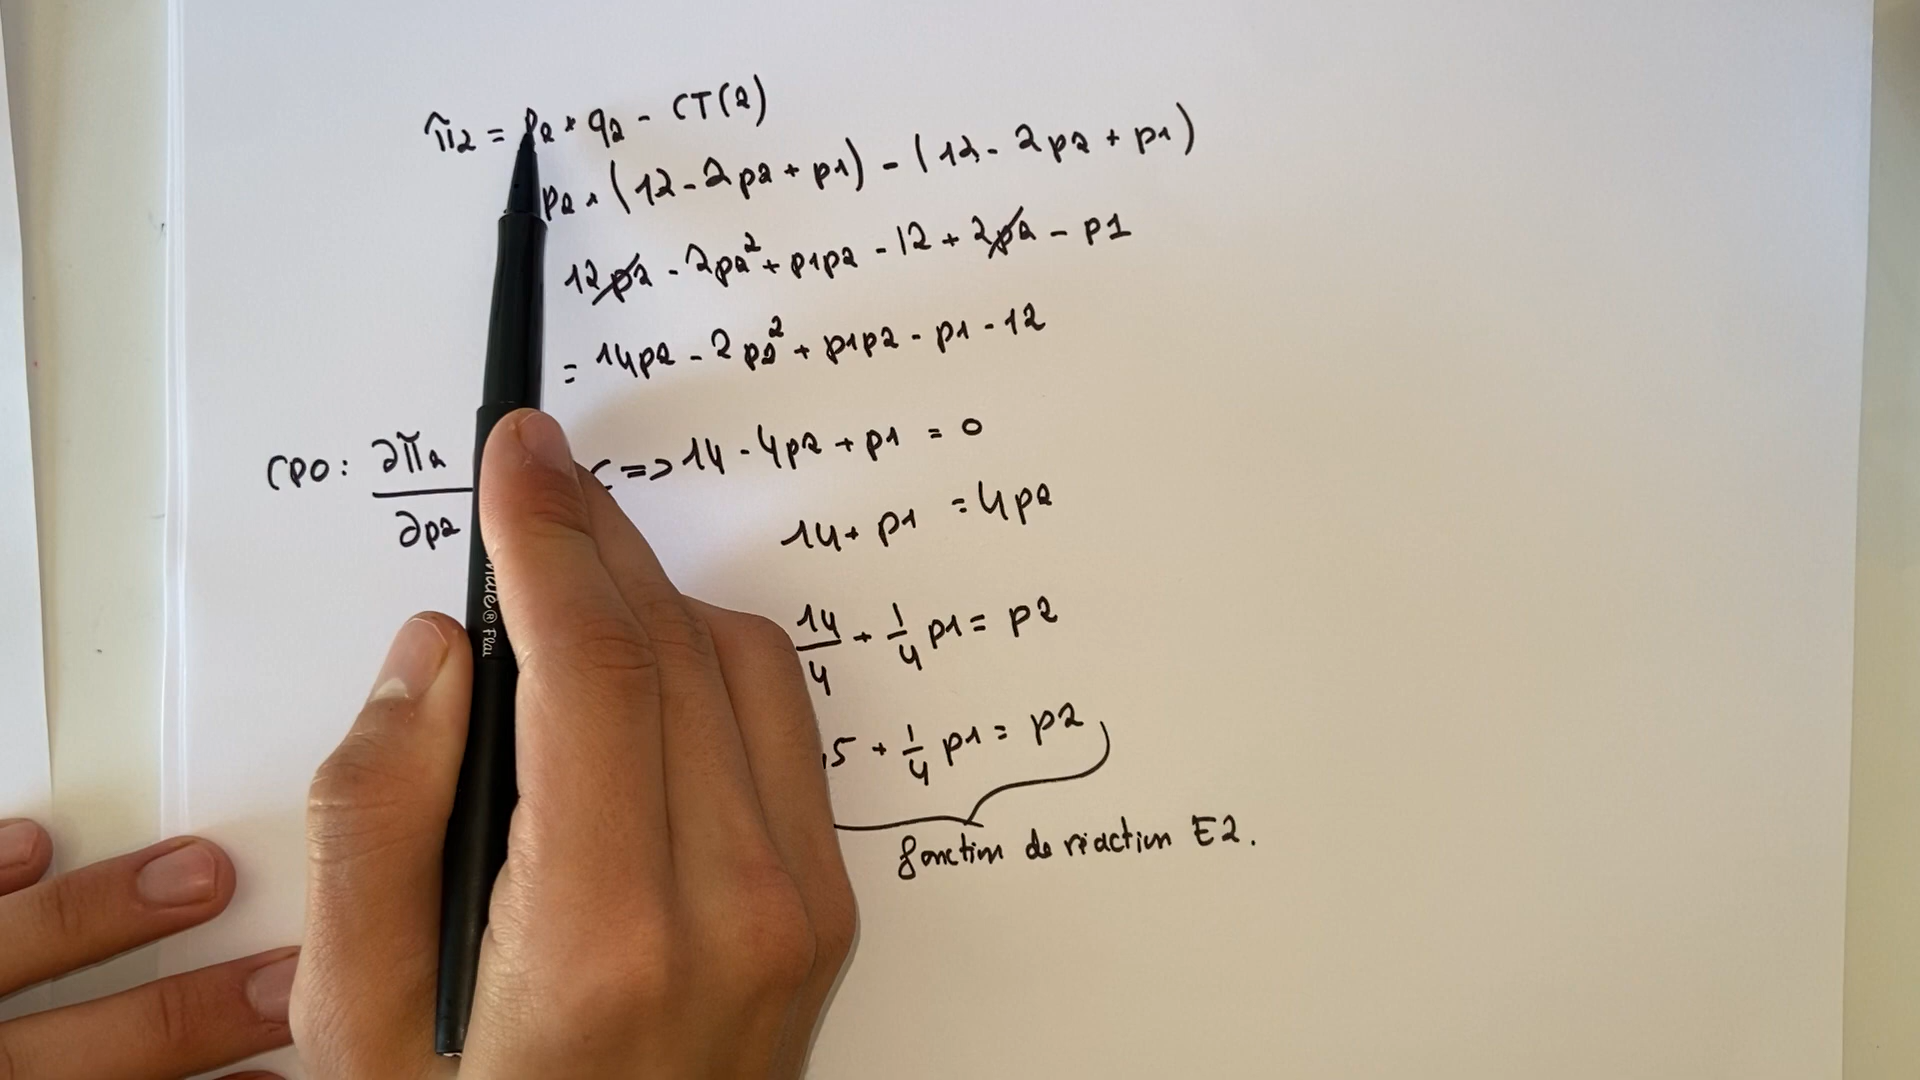 π2 = p2 * q2 - CT(2)
p2 * (12 - 2p2 + p1) - (12 - 2p2 + p1)
12p2 - 2p2² + p1p2 - 12 + 2p2 - p1
= 14p2 - 2p2² + p1p2 - p1 - 12
CPO: ∂π2 / ∂p2 <=> 14 - 4p2 + p1 = 0
14 + p1 = 4p2
14/4 + 1/4 p1 = p2
,5 + 1/4 p1 = p2
fonction de réaction E2.